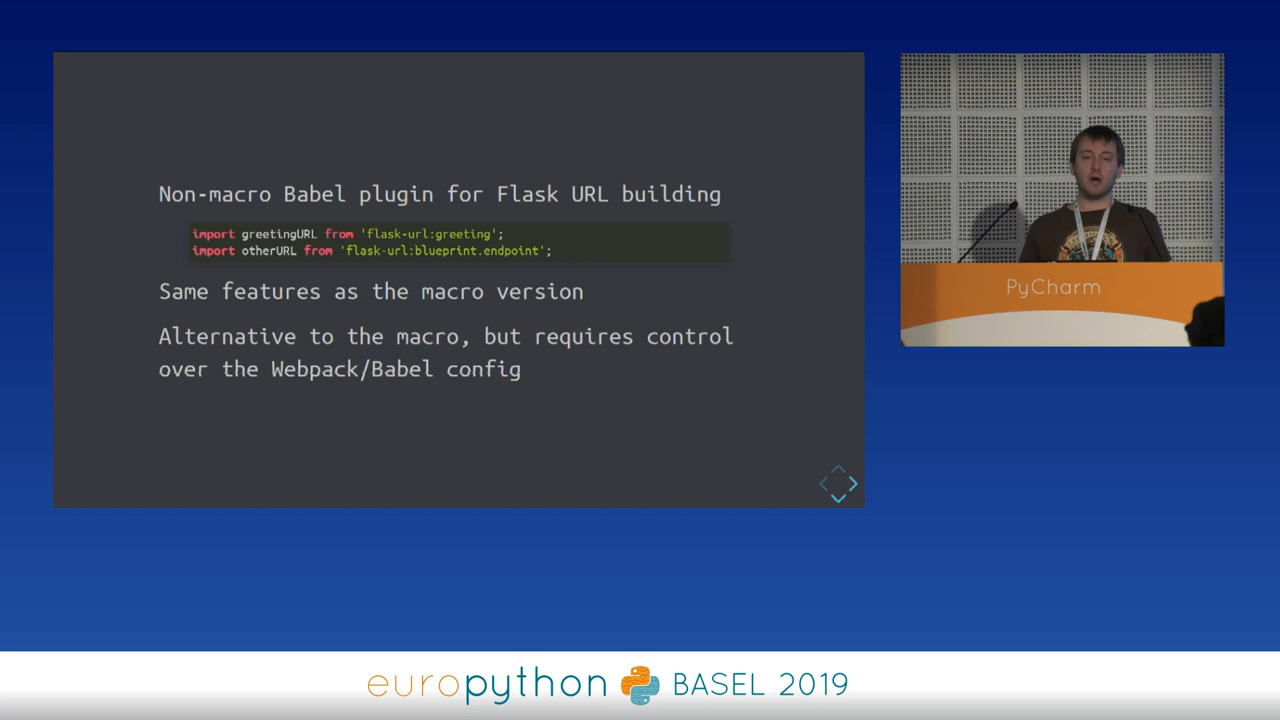 Non-macro Babel plugin for Flask URL building
import greetingURL from 'flask-url:greeting';
import otherURL from 'flask-url:blueprint.endpoint';
Same features as the macro version
Alternative to the macro, but requires control
over the Webpack/Babel config
PyCharm
europython BASEL 2019